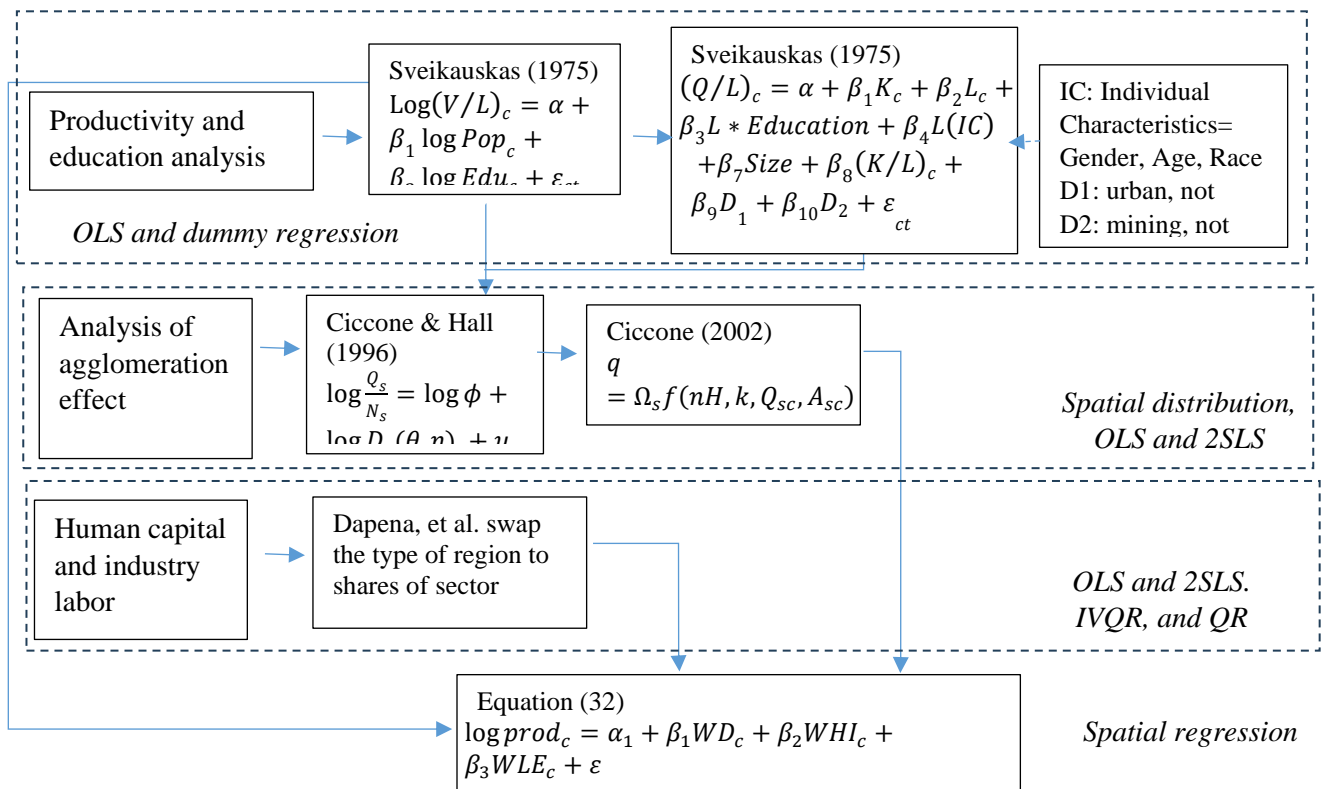 Productivity and
education analysis
Sveikauskas (1975)
Log(V/L)_c = α +
β_1 log Pop_c +
log Edu_c + ε_ct
Sveikauskas (1975)
(Q/L)_c = α + β_1K_c + β_2L_c +
β_3L * Education + β_4L(IC)
+β_7Size + β_8(K/L)_c +
β_9D_1 + β_10D_2 + ε_ct
IC: Individual
Characteristics=
Gender, Age, Race
D1: urban, not
D2: mining, not
OLS and dummy regression
Analysis of
agglomeration
effect
Ciccone & Hall
(1996)
log Q_s/N_s = log ϕ +
log D (θ, η) + u
Ciccone (2002)
q
= Ω_sf(nH, k, Q_sc, A_sc)
Spatial distribution,
OLS and 2SLS
Human capital
and industry
labor
Dapena, et al. swap
the type of region to
shares of sector
OLS and 2SLS.
IVQR, and QR
Equation (32)
log prod_c = α_1 + β_1WD_c + β_2WHI_c +
β_3WLE_c + ε
Spatial regression